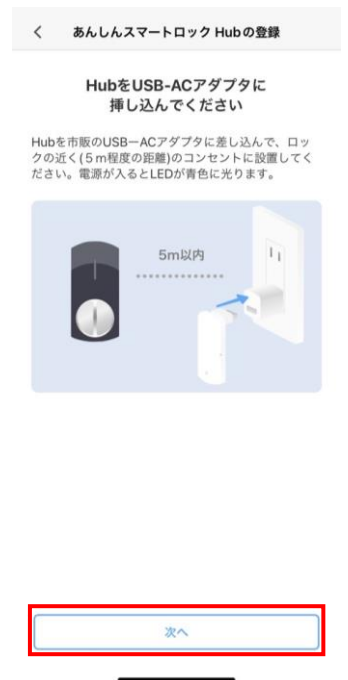 あんしんスマートロック Hubの登録
HubをUSB-ACアダプタに
挿し込んでください
Hubを市販のUSB－ACアダプタに差し込んで、ロッ
クの近く(５ｍ程度の距離)のコンセントに設置してく
ださい。電源が入るとLEDが青色に光ります。
5m以内
次へ